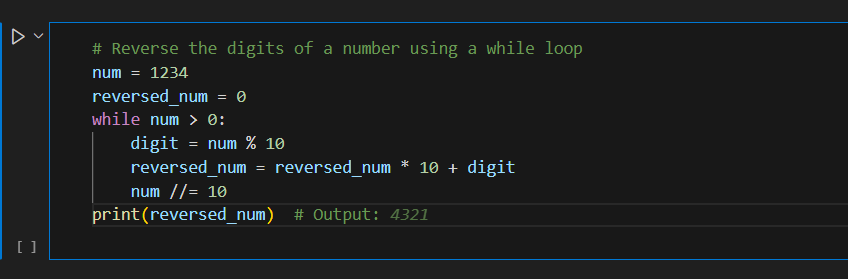 # Reverse the digits of a number using a while loop
num = 1234
reversed_num = 0
while num > 0:
    digit = num % 10
    reversed_num = reversed_num * 10 + digit
    num //= 10
print(reversed_num)  # Output: 4321
[ ]